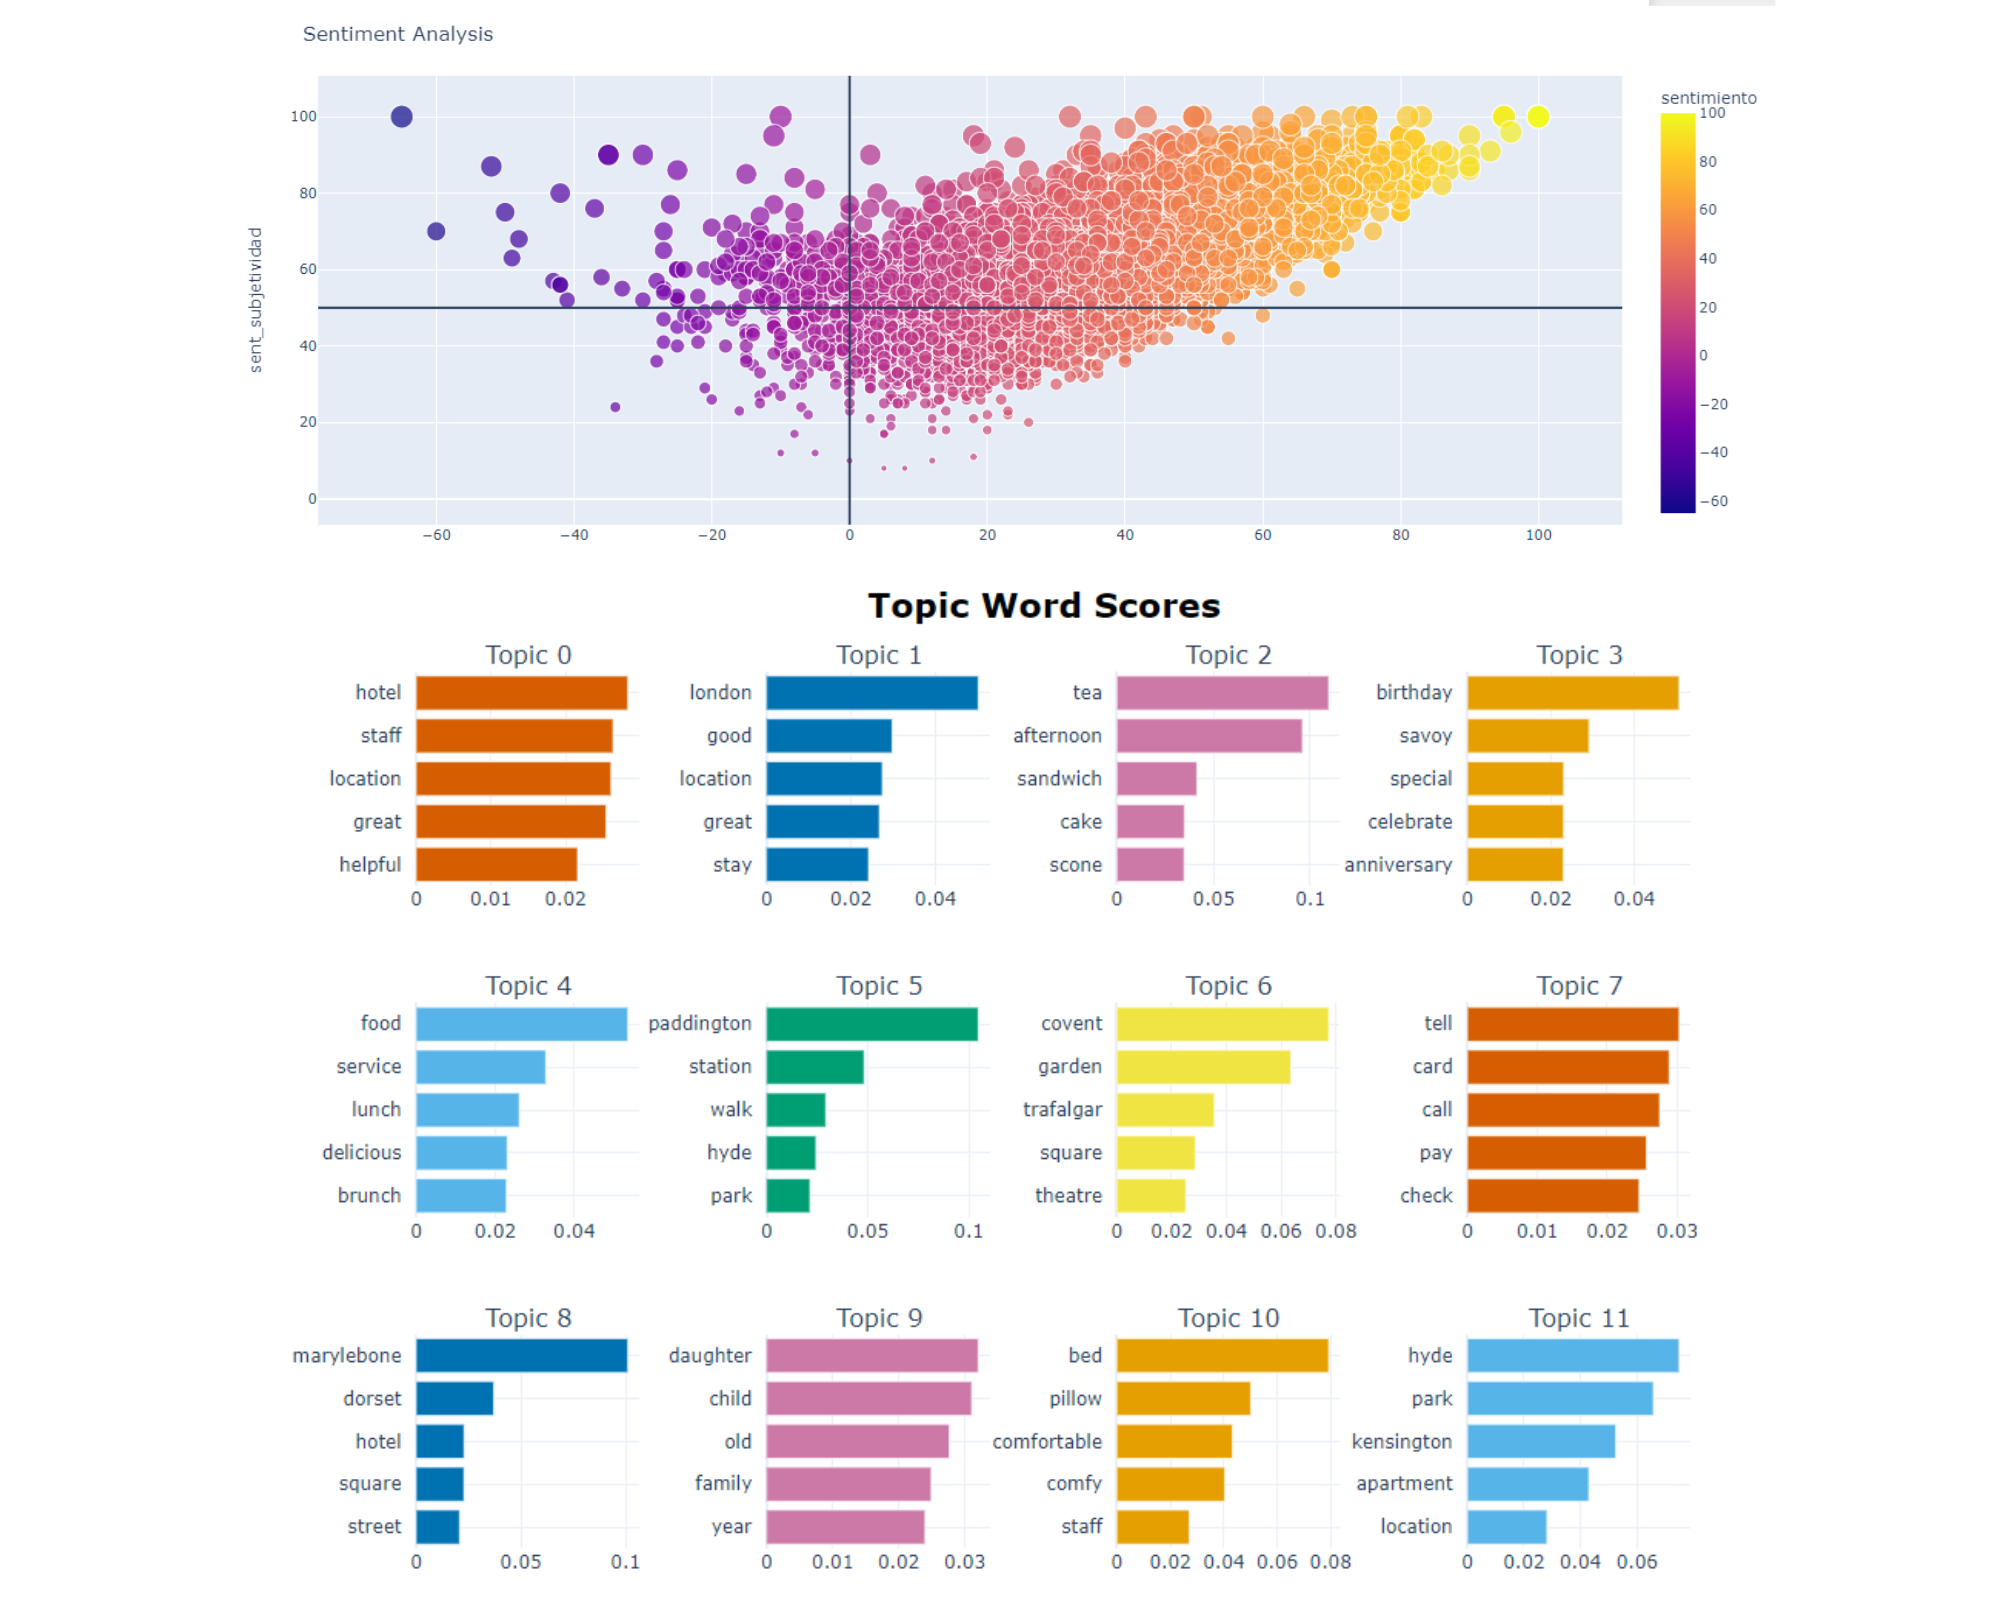 Sentiment Analysis
sentimiento
sent_subjetividad
100
80
60
40
20
0
−60
−40
−20
0
20
40
60
80
100
100
80
60
40
20
0
−20
−40
−60
Topic Word Scores
Topic 0
hotel
staff
location
great
helpful
0 0.01 0.02
Topic 1
london
good
location
great
stay
0 0.02 0.04
Topic 2
tea
afternoon
sandwich
cake
scone
0 0.05 0.1
Topic 3
birthday
savoy
special
celebrate
anniversary
0 0.02 0.04
Topic 4
food
service
lunch
delicious
brunch
0 0.02 0.04
Topic 5
paddington
station
walk
hyde
park
0 0.05 0.1
Topic 6
covent
garden
trafalgar
square
theatre
0 0.02 0.04 0.06 0.08
Topic 7
tell
card
call
pay
check
0 0.01 0.02 0.03
Topic 8
marylebone
dorset
hotel
square
street
0 0.05 0.1
Topic 9
daughter
child
old
family
year
0 0.01 0.02 0.03
Topic 10
bed
pillow
comfortable
comfy
staff
0 0.02 0.04 0.06 0.08
Topic 11
hyde
park
kensington
apartment
location
0 0.02 0.04 0.06